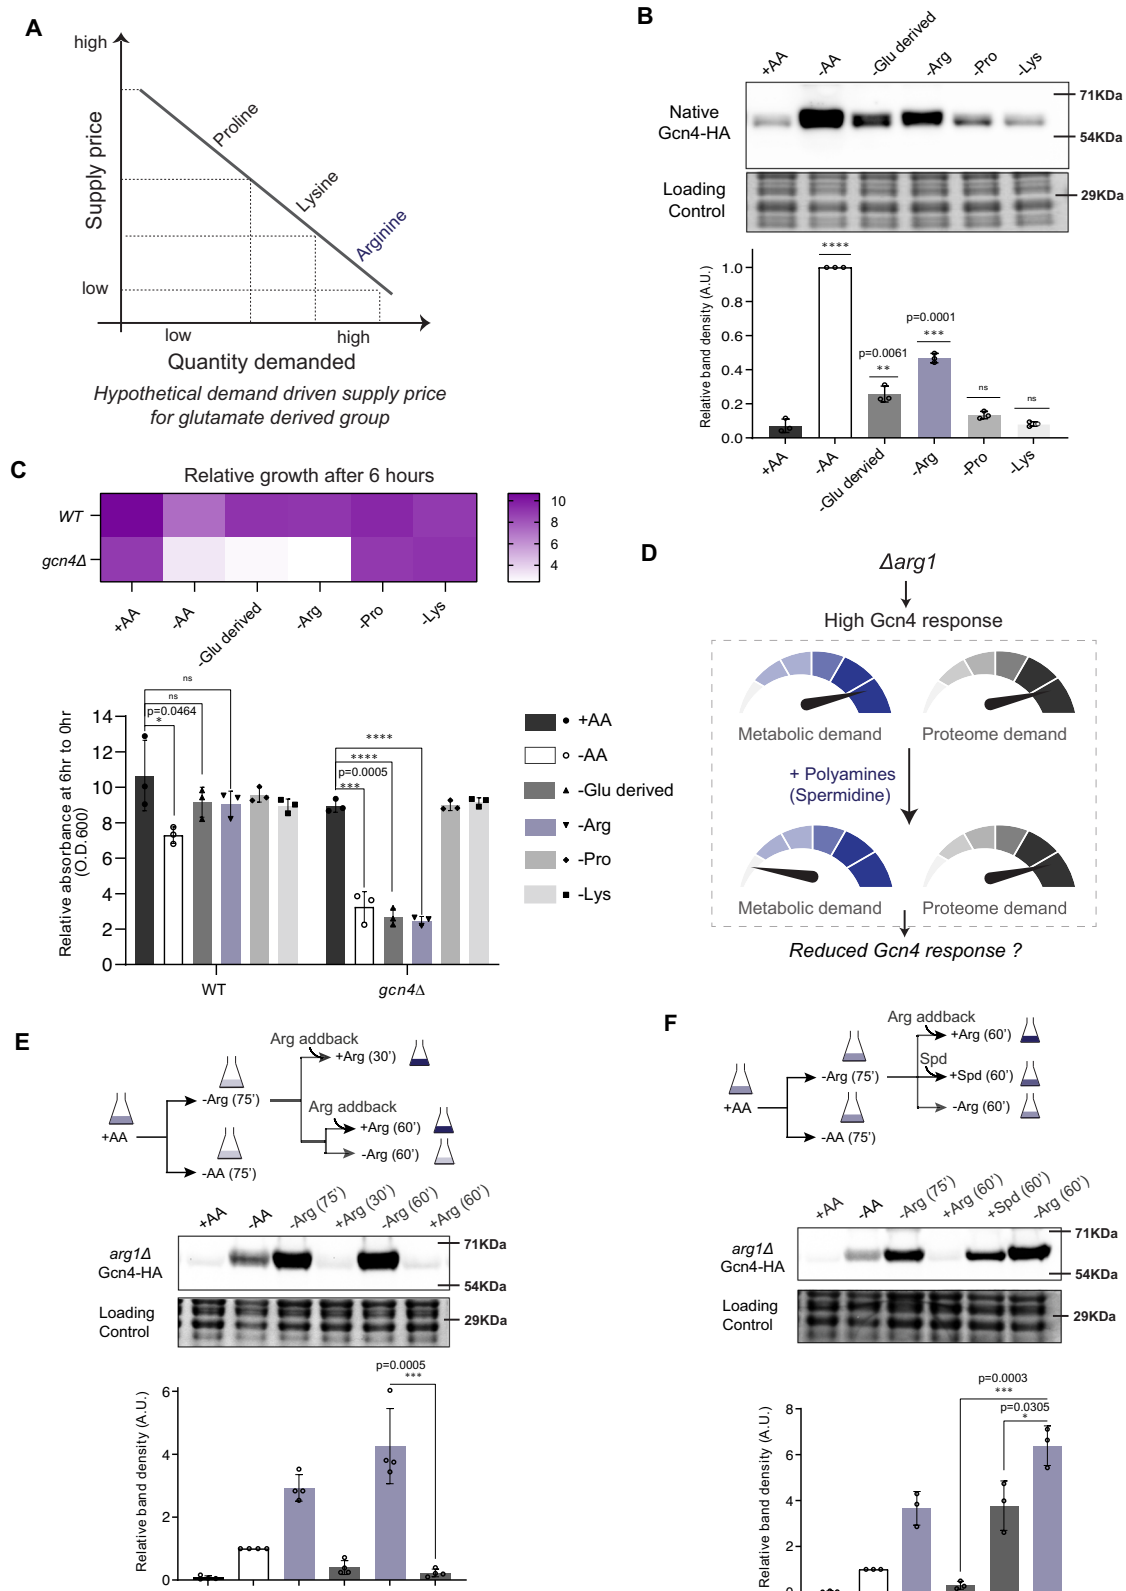 A
high
Supply price
low
Proline
Lysine
Arginine
low
high
Quantity demanded
Hypothetical demand driven supply price
for glutamate derived group
B
+AA
-AA
-Glu derived
-Arg
-Pro
-Lys
Native
Gcn4-HA
71KDa
54KDa
Loading
Control
29KDa
Relative band density (A.U.)
1.0
0.8
0.6
0.4
0.2
0.0
****
p=0.0061
**
p=0.0001
***
ns
ns
+AA
-AA
-Glu dervied
-Arg
-Pro
-Lys
C
Relative growth after 6 hours
WT
gcn4Δ
10
8
6
4
+AA
-AA
-Glu derived
-Arg
-Pro
-Lys
Relative absorbance at 6hr to 0hr
(O.D.600)
14
12
10
8
6
4
2
0
ns
ns
p=0.0464
*
****
****
p=0.0005
***
WT
gcn4Δ
+AA
-AA
-Glu derived
-Arg
-Pro
-Lys
D
Δarg1
High Gcn4 response
Metabolic demand
Proteome demand
+ Polyamines
(Spermidine)
Metabolic demand
Proteome demand
Reduced Gcn4 response ?
E
+AA
-Arg (75')
-AA (75')
Arg addback
+Arg (30')
Arg addback
+Arg (60')
-Arg (60')
+AA
-AA
-Arg (75')
+Arg (30')
-Arg (60')
+Arg (60')
arg1Δ
Gcn4-HA
71KDa
54KDa
Loading
Control
29KDa
Relative band density (A.U.)
6
4
2
0
p=0.0005
***
F
+AA
-Arg (75')
-AA (75')
Arg addback
+Arg (60')
Spd
+Spd (60')
-Arg (60')
+AA
-AA
-Arg (75')
+Arg (60')
+Spd (60')
-Arg (60')
arg1Δ
Gcn4-HA
71KDa
54KDa
Loading
Control
29KDa
Relative band density (A.U.)
8
6
4
2
0
p=0.0003
***
p=0.0305
*